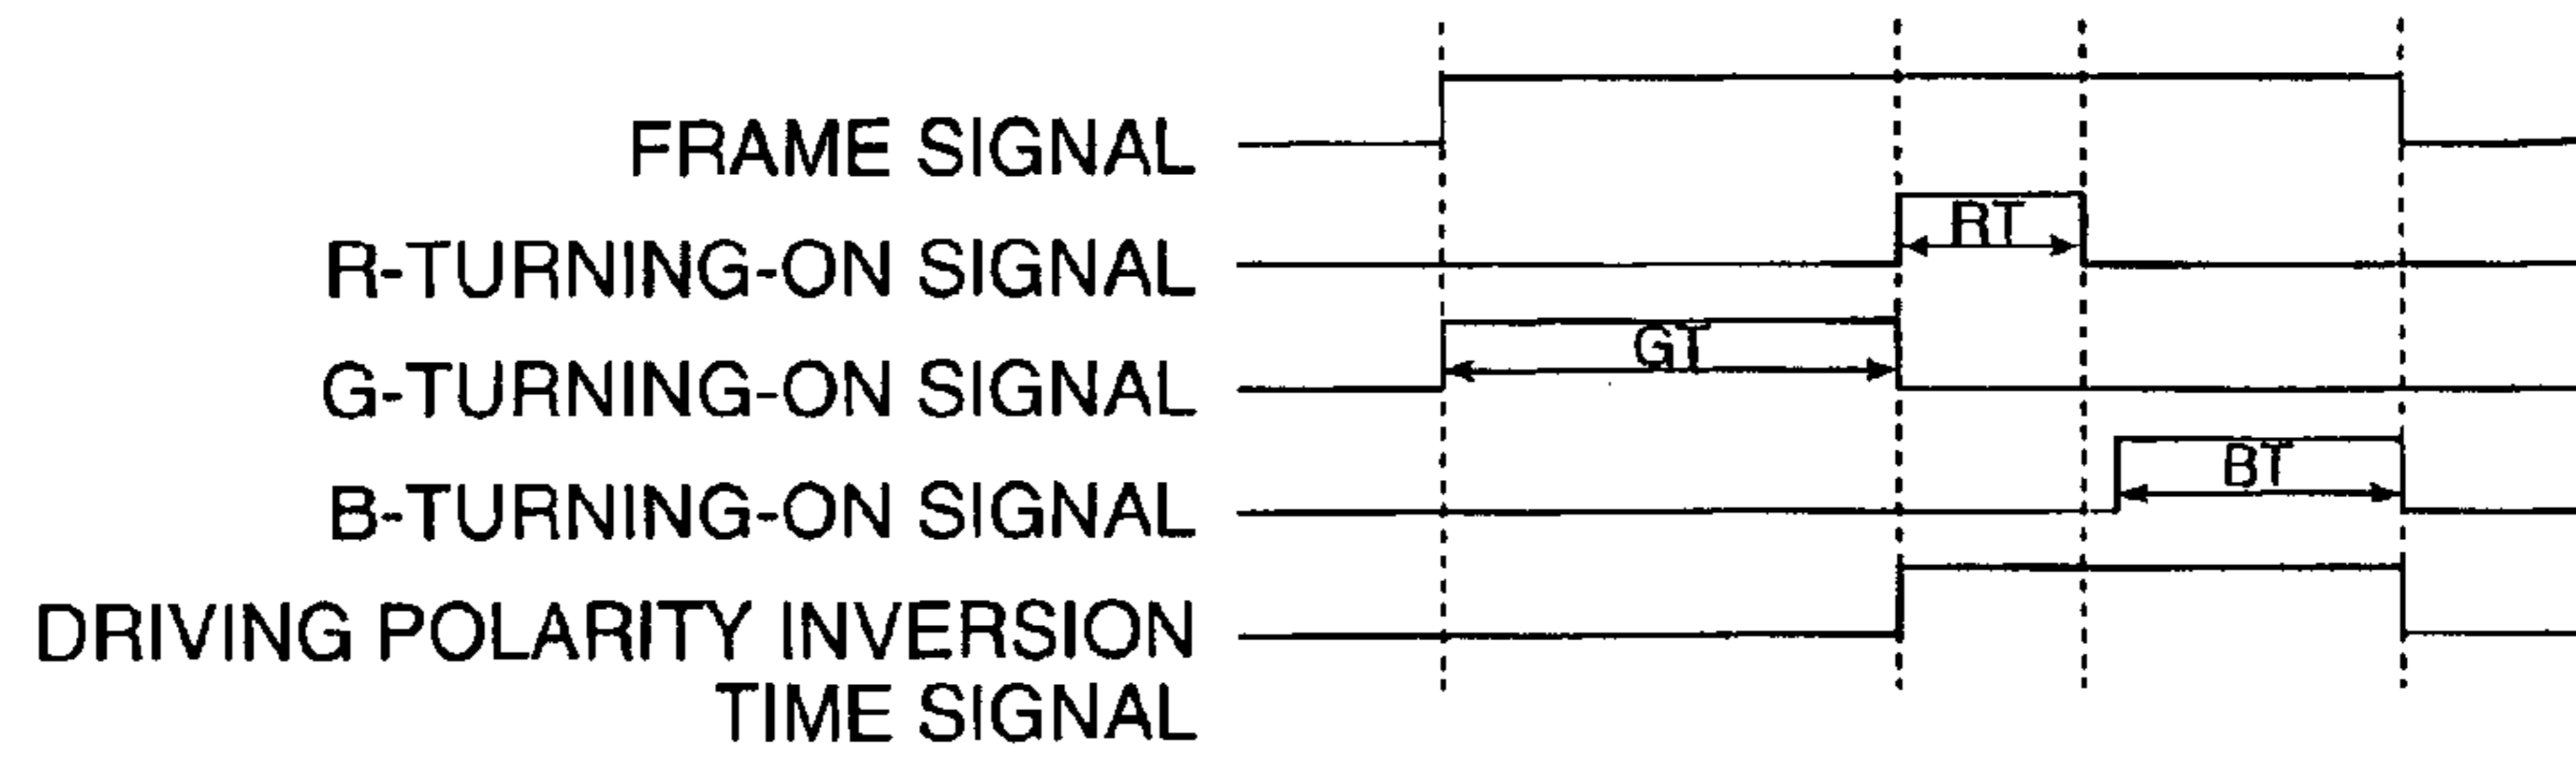 FRAME SIGNAL
R-TURNING-ON SIGNAL
RT
G-TURNING-ON SIGNAL
GT
B-TURNING-ON SIGNAL
BT
DRIVING POLARITY INVERSION
TIME SIGNAL